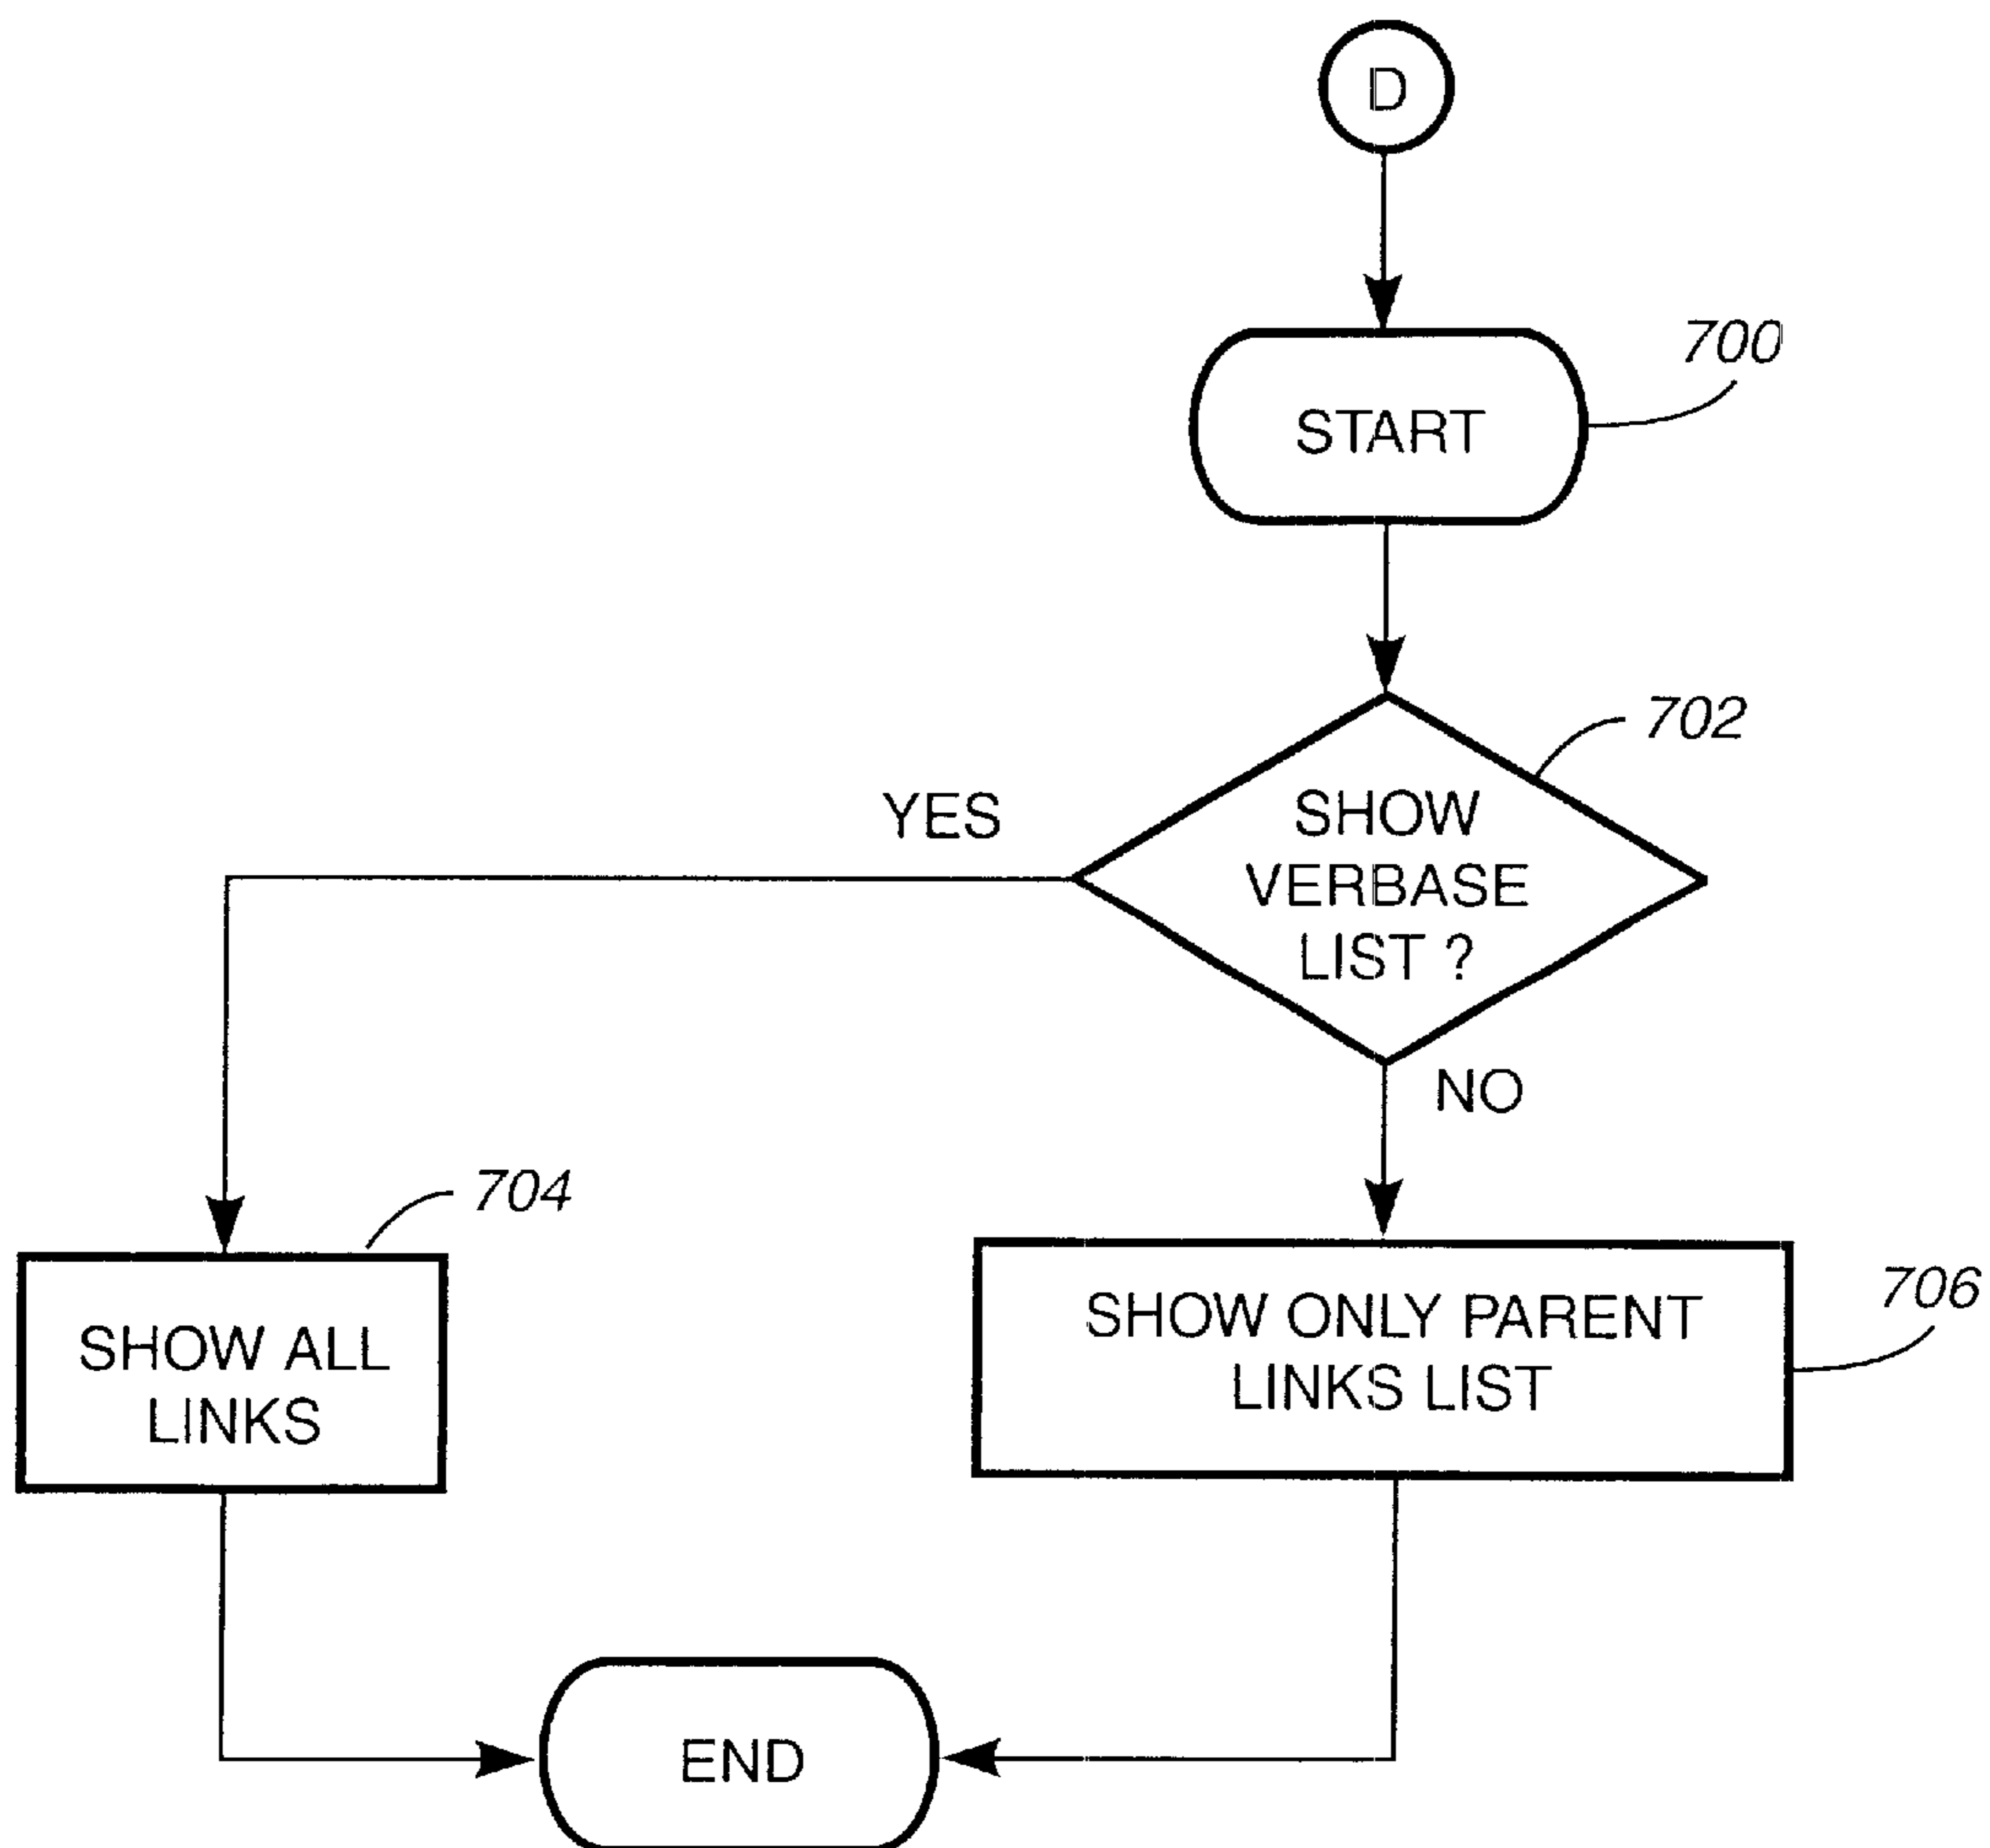 D
700
START
702
YES
SHOW
VERBASE
LIST ?
NO
704
SHOW ALL
LINKS
706
SHOW ONLY PARENT
LINKS LIST
END